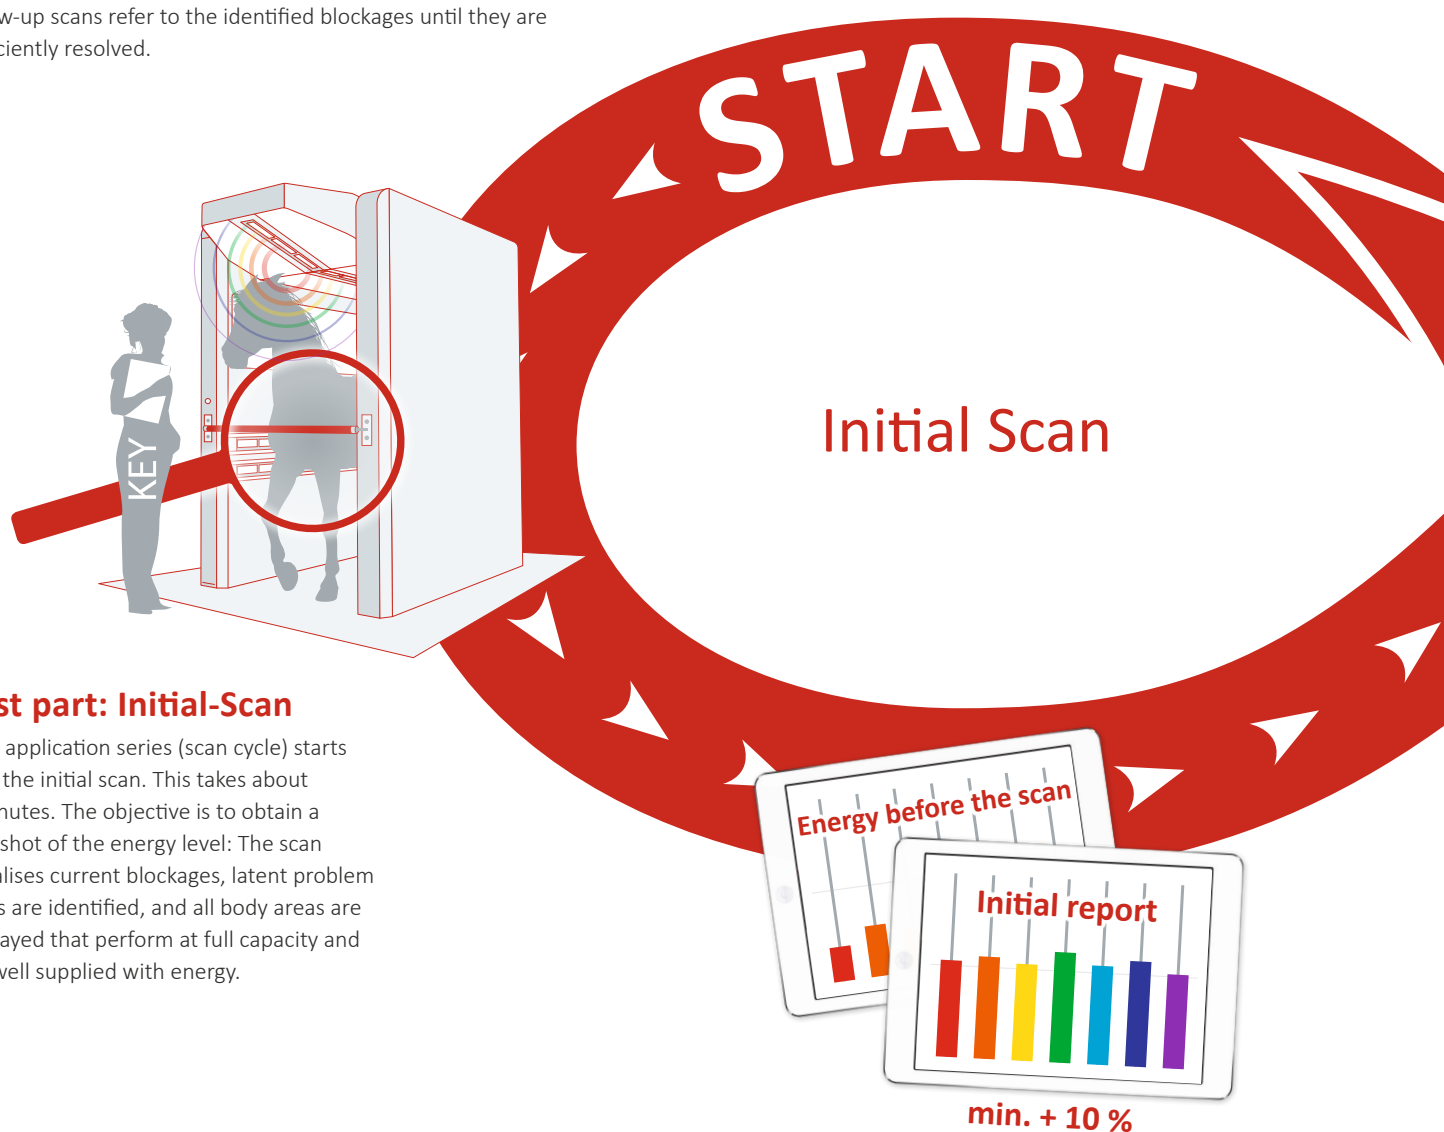 w-up scans refer to the identified blockages until they are
ciently resolved.
START
Initial Scan
KEY
st part: Initial-Scan
application series (scan cycle) starts
the initial scan. This takes about
nutes. The objective is to obtain a
shot of the energy level: The scan
alises current blockages, latent problem
s are identified, and all body areas are
ayed that perform at full capacity and
well supplied with energy.
Energy before the scan
Initial report
min. + 10 %